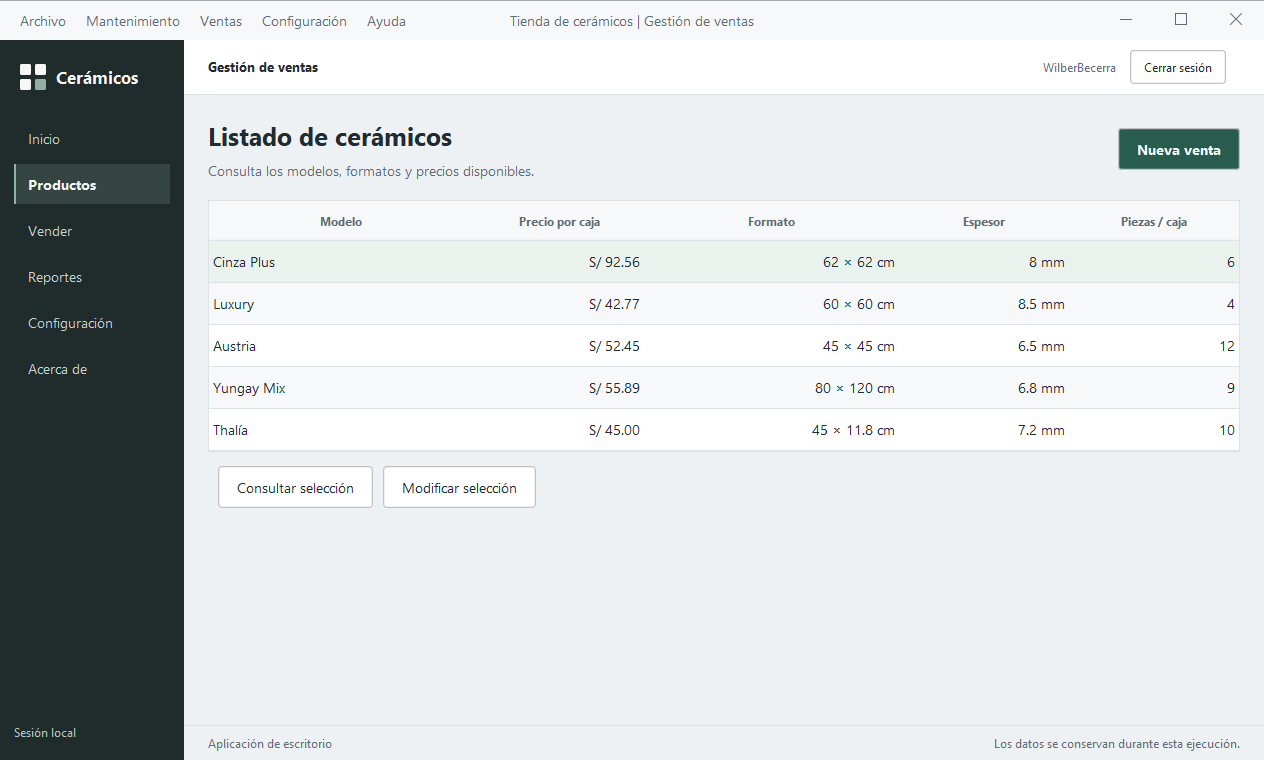 Archivo Mantenimiento Ventas Configuración Ayuda Tienda de cerámicos | Gestión de ventas
Cerámicos
Gestión de ventas WilberBecerra Cerrar sesión
Inicio
Productos
Vender
Reportes
Configuración
Acerca de
Sesión local
Listado de cerámicos
Consulta los modelos, formatos y precios disponibles.
Nueva venta
Modelo Precio por caja Formato Espesor Piezas / caja
Cinza Plus S/ 92.56 62 × 62 cm 8 mm 6
Luxury S/ 42.77 60 × 60 cm 8.5 mm 4
Austria S/ 52.45 45 × 45 cm 6.5 mm 12
Yungay Mix S/ 55.89 80 × 120 cm 6.8 mm 9
Thalía S/ 45.00 45 × 11.8 cm 7.2 mm 10
Consultar selección Modificar selección
Aplicación de escritorio Los datos se conservan durante esta ejecución.